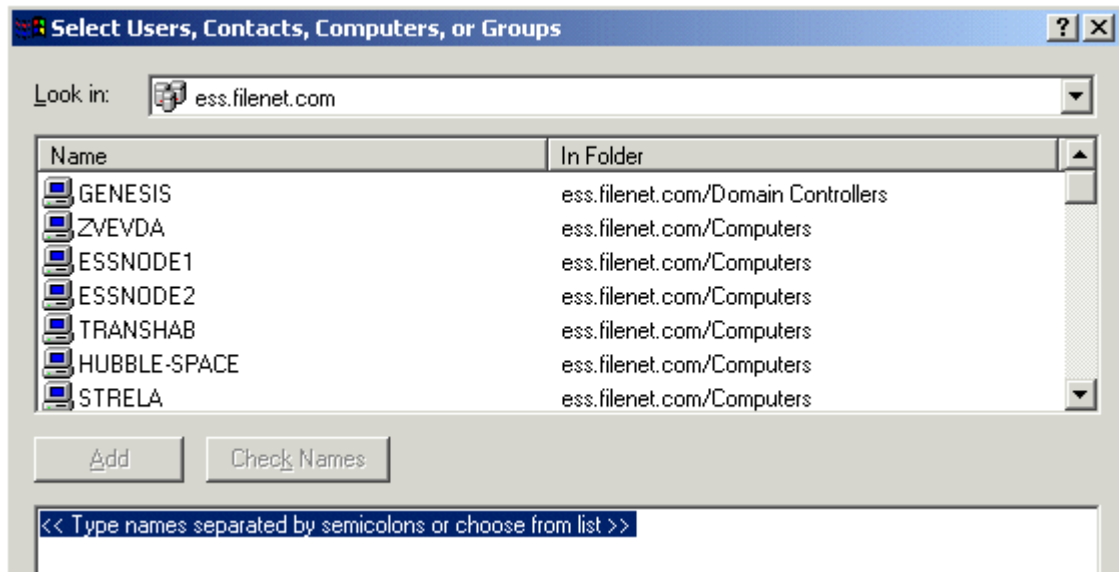 Select Users, Contacts, Computers, or Groups
Look in: ess.filenet.com
Name In Folder
GENESIS ess.filenet.com/Domain Controllers
ZVEVDA ess.filenet.com/Computers
ESSNODE1 ess.filenet.com/Computers
ESSNODE2 ess.filenet.com/Computers
TRANSHAB ess.filenet.com/Computers
HUBBLE-SPACE ess.filenet.com/Computers
STRELA ess.filenet.com/Computers
Add Check Names
<< Type names separated by semicolons or choose from list >>